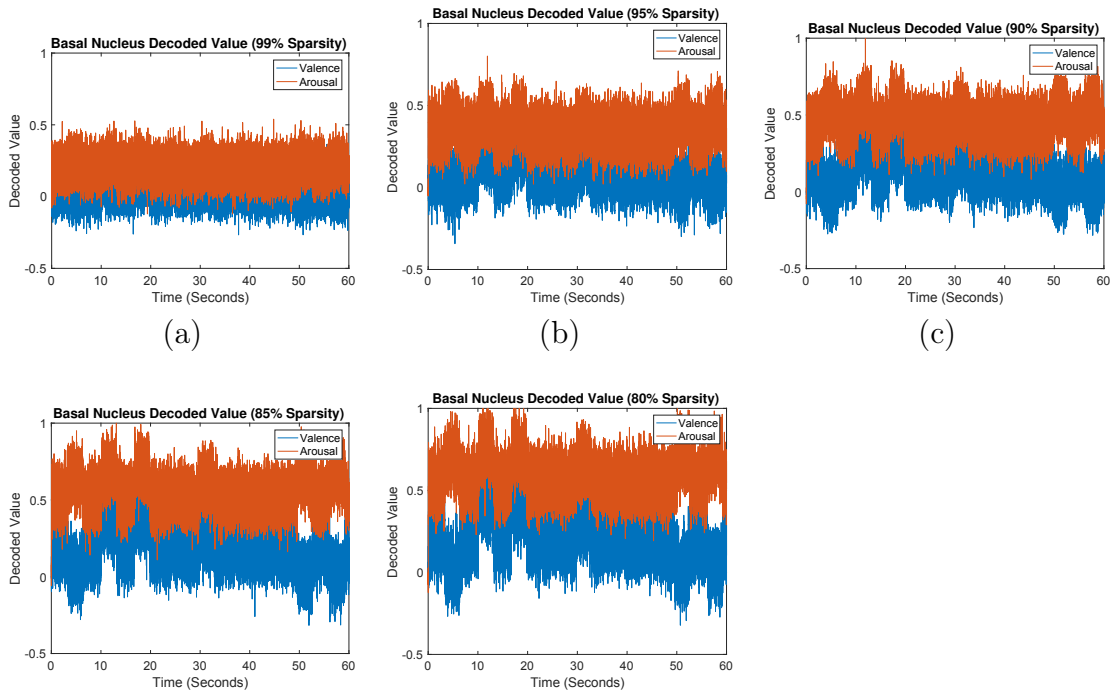 Basal Nucleus Decoded Value (99% Sparsity)
1
0.5
0
-0.5
Decoded Value
Valence
Arousal
0 10 20 30 40 50 60
Time (Seconds)
(a)
Basal Nucleus Decoded Value (95% Sparsity)
1
0.5
0
-0.5
Decoded Value
Valence
Arousal
0 10 20 30 40 50 60
Time (Seconds)
(b)
Basal Nucleus Decoded Value (90% Sparsity)
1
0.5
0
-0.5
Decoded Value
Valence
Arousal
0 10 20 30 40 50 60
Time (Seconds)
(c)
Basal Nucleus Decoded Value (85% Sparsity)
1
0.5
0
-0.5
Decoded Value
Valence
Arousal
0 10 20 30 40 50 60
Time (Seconds)
Basal Nucleus Decoded Value (80% Sparsity)
1
0.5
0
-0.5
Decoded Value
Valence
Arousal
0 10 20 30 40 50 60
Time (Seconds)